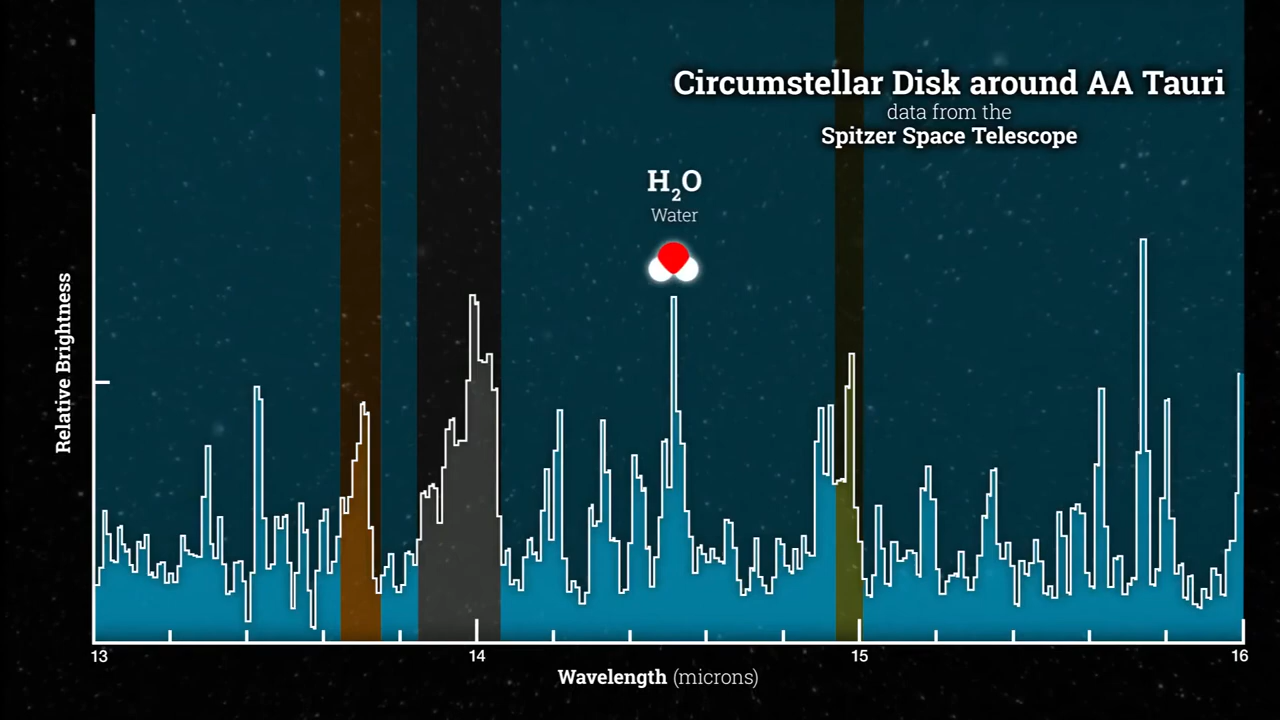 Circumstellar Disk around AA Tauri
data from the
Spitzer Space Telescope
H₂O
Water
Relative Brightness
13
14
15
16
Wavelength (microns)